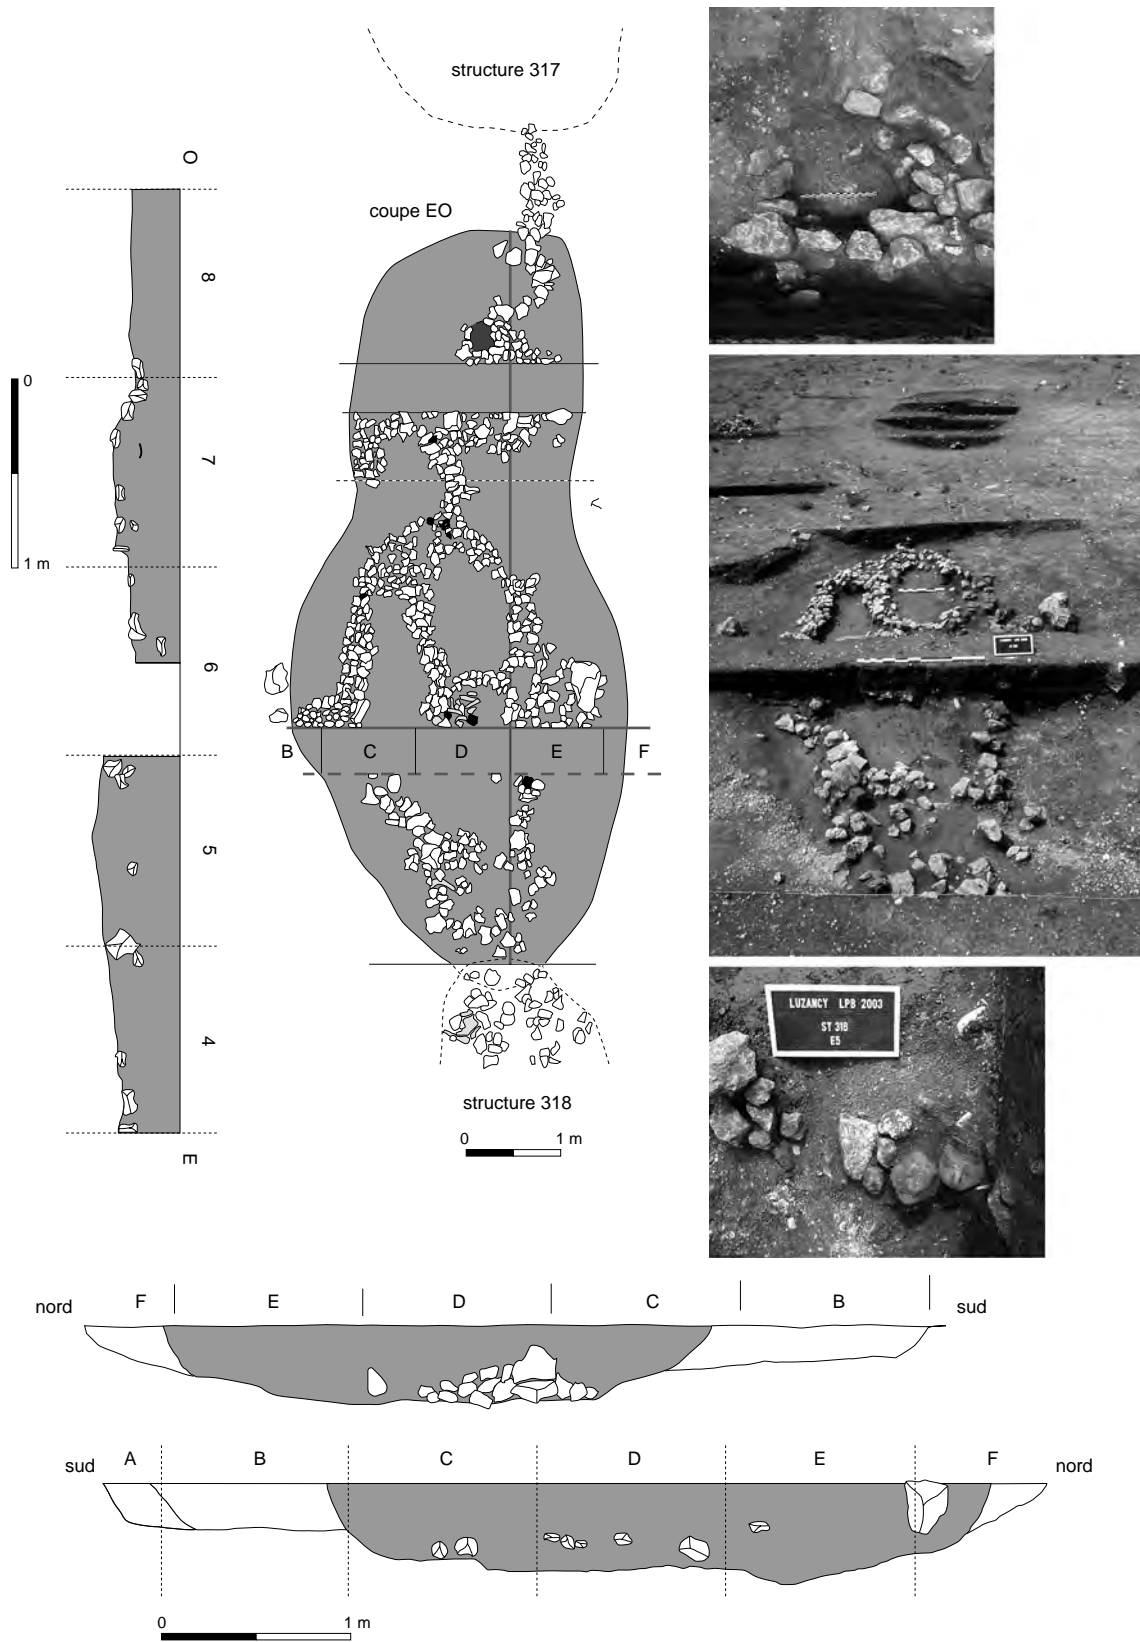 structure 317
O
coupe EO
8
0
7
1 m
6
B C D E F
5
4
structure 318
E
0 1 m
LUZANCY LPB 2003
ST 318
E5
nord F E D C B sud
sud A B C D E F nord
0 1 m